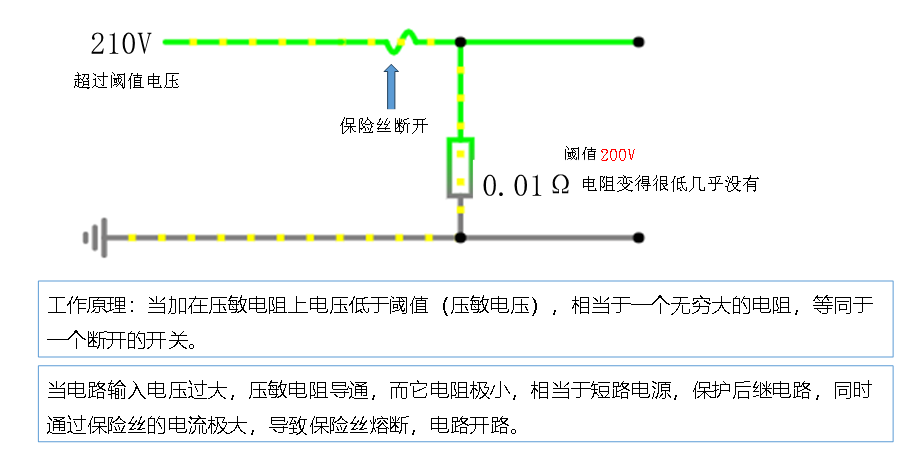 210V
超过阈值电压
保险丝断开
阈值200V
0.01Ω 电阻变得很低几乎没有
工作原理：当加在压敏电阻上电压低于阈值（压敏电压），相当于一个无穷大的电阻，等同于
一个断开的开关。
当电路输入电压过大，压敏电阻导通，而它电阻极小，相当于短路电源，保护后继电路，同时
通过保险丝的电流极大，导致保险丝熔断，电路开路。